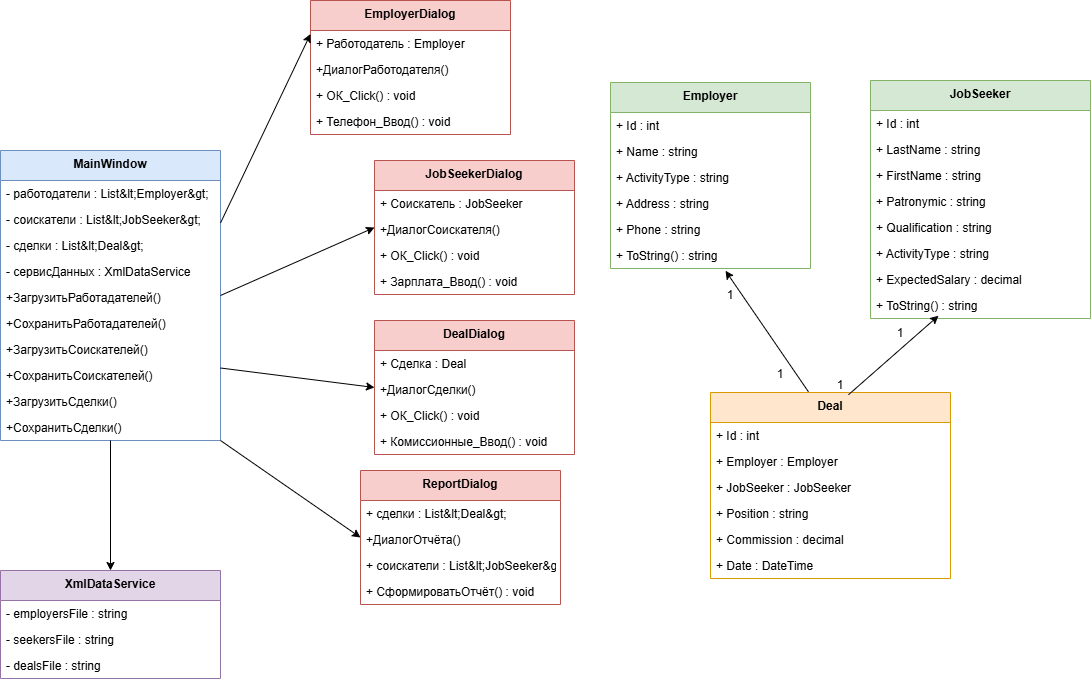 EmployerDialog
+ Работодатель : Employer
+ДиалогРаботодателя()
+ ОК_Click() : void
+ Телефон_Ввод() : void
MainWindow
- работодатели : List&lt;Employer&gt;
- соискатели : List&lt;JobSeeker&gt;
- сделки : List&lt;Deal&gt;
- сервисДанных : XmlDataService
+ЗагрузитьРаботадателей()
+СохранитьРаботадателей()
+ЗагрузитьСоискателей()
+СохранитьСоискателей()
+ЗагрузитьСделки()
+СохранитьСделки()
JobSeekerDialog
+ Соискатель : JobSeeker
+ДиалогСоискателя()
+ ОК_Click() : void
+ Зарплата_Ввод() : void
DealDialog
+ Сделка : Deal
+ДиалогСделки()
+ ОК_Click() : void
+ Комиссионные_Ввод() : void
ReportDialog
+ сделки : List&lt;Deal&gt;
+ДиалогОтчёта()
+ соискатели : List&lt;JobSeeker&g
+ СформироватьОтчёт() : void
XmlDataService
- employersFile : string
- seekersFile : string
- dealsFile : string
Employer
+ Id : int
+ Name : string
+ ActivityType : string
+ Address : string
+ Phone : string
+ ToString() : string
JobSeeker
+ Id : int
+ LastName : string
+ FirstName : string
+ Patronymic : string
+ Qualification : string
+ ActivityType : string
+ ExpectedSalary : decimal
+ ToString() : string
1
1
1
1
Deal
+ Id : int
+ Employer : Employer
+ JobSeeker : JobSeeker
+ Position : string
+ Commission : decimal
+ Date : DateTime